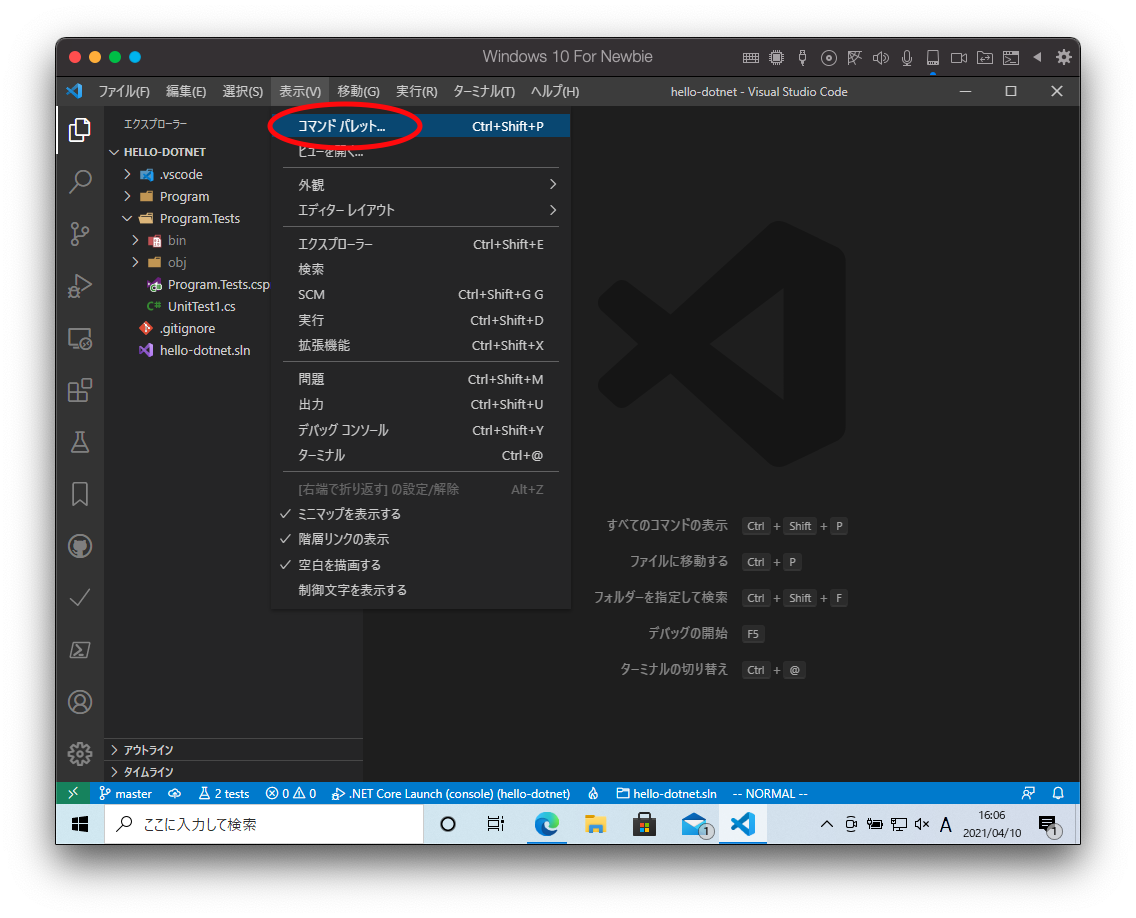 Windows 10 For Newbie
ファイル(F) 編集(E) 選択(S) 表示(V) 移動(G) 実行(R) ターミナル(T) ヘルプ(H) hello-dotnet - Visual Studio Code
エクスプローラー
HELLO-DOTNET
.vscode
Program
Program.Tests
bin
obj
Program.Tests.csp
C# UnitTest1.cs
.gitignore
hello-dotnet.sln
アウトライン
タイムライン
コマンド パレット... Ctrl+Shift+P
ビューを開く...
外観
エディター レイアウト
エクスプローラー Ctrl+Shift+E
検索
SCM Ctrl+Shift+G G
実行 Ctrl+Shift+D
拡張機能 Ctrl+Shift+X
問題 Ctrl+Shift+M
出力 Ctrl+Shift+U
デバッグ コンソール Ctrl+Shift+Y
ターミナル Ctrl+@
[右端で折り返す] の設定/解除 Alt+Z
ミニマップを表示する
階層リンクの表示
空白を描画する
制御文字を表示する
すべてのコマンドの表示 Ctrl + Shift + P
ファイルに移動する Ctrl + P
フォルダーを指定して検索 Ctrl + Shift + F
デバッグの開始 F5
ターミナルの切り替え Ctrl + @
master 2 tests 0 0 .NET Core Launch (console) (hello-dotnet) hello-dotnet.sln -- NORMAL --
ここに入力して検索 1 A 16:06
2021/04/10 1